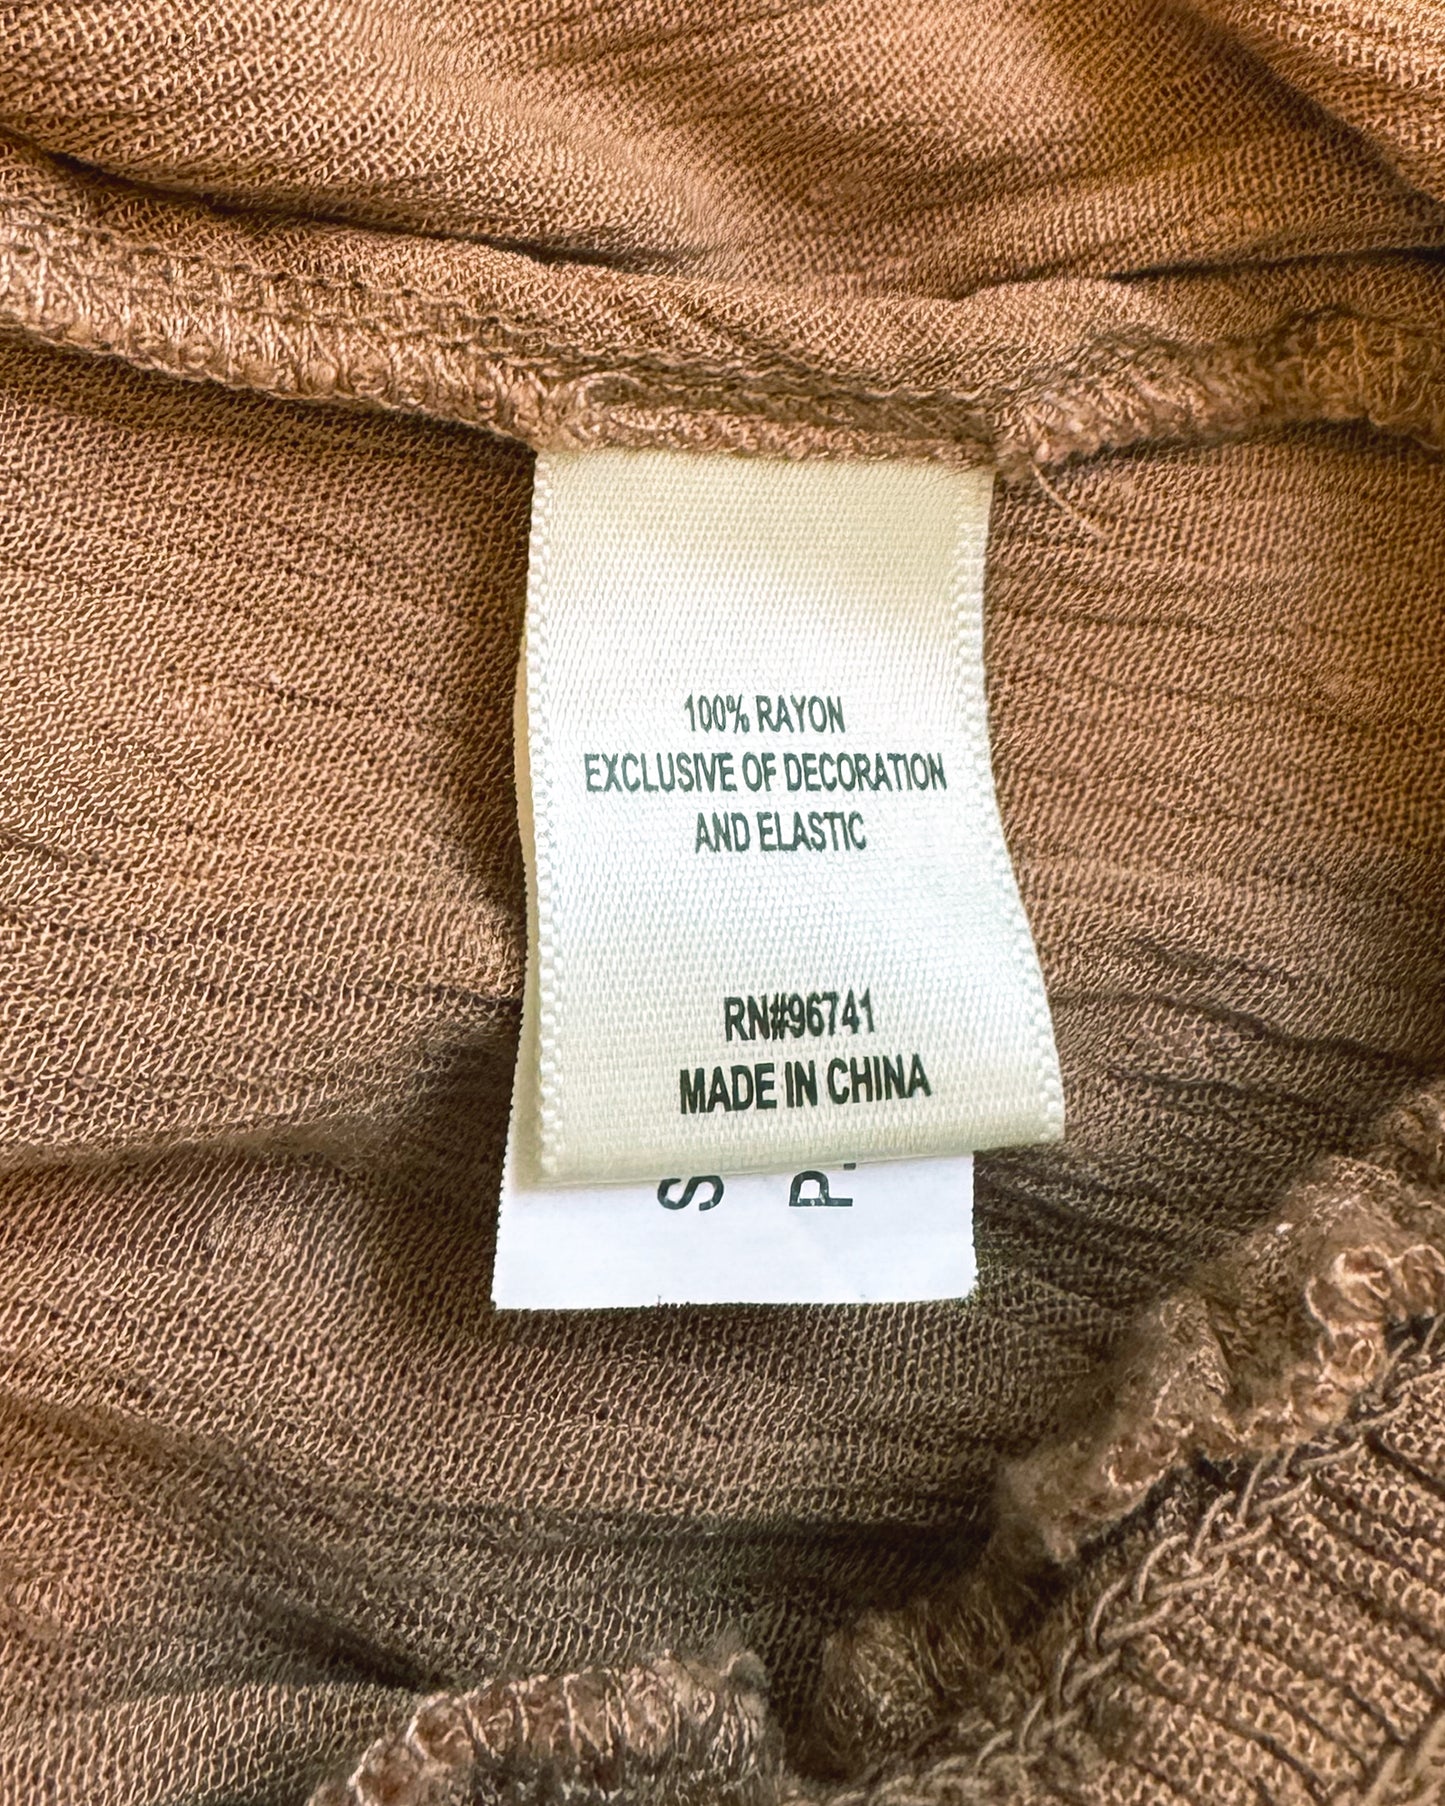 100% RAYON
EXCLUSIVE OF DECORATION
AND ELASTIC
RN#96741
MADE IN CHINA